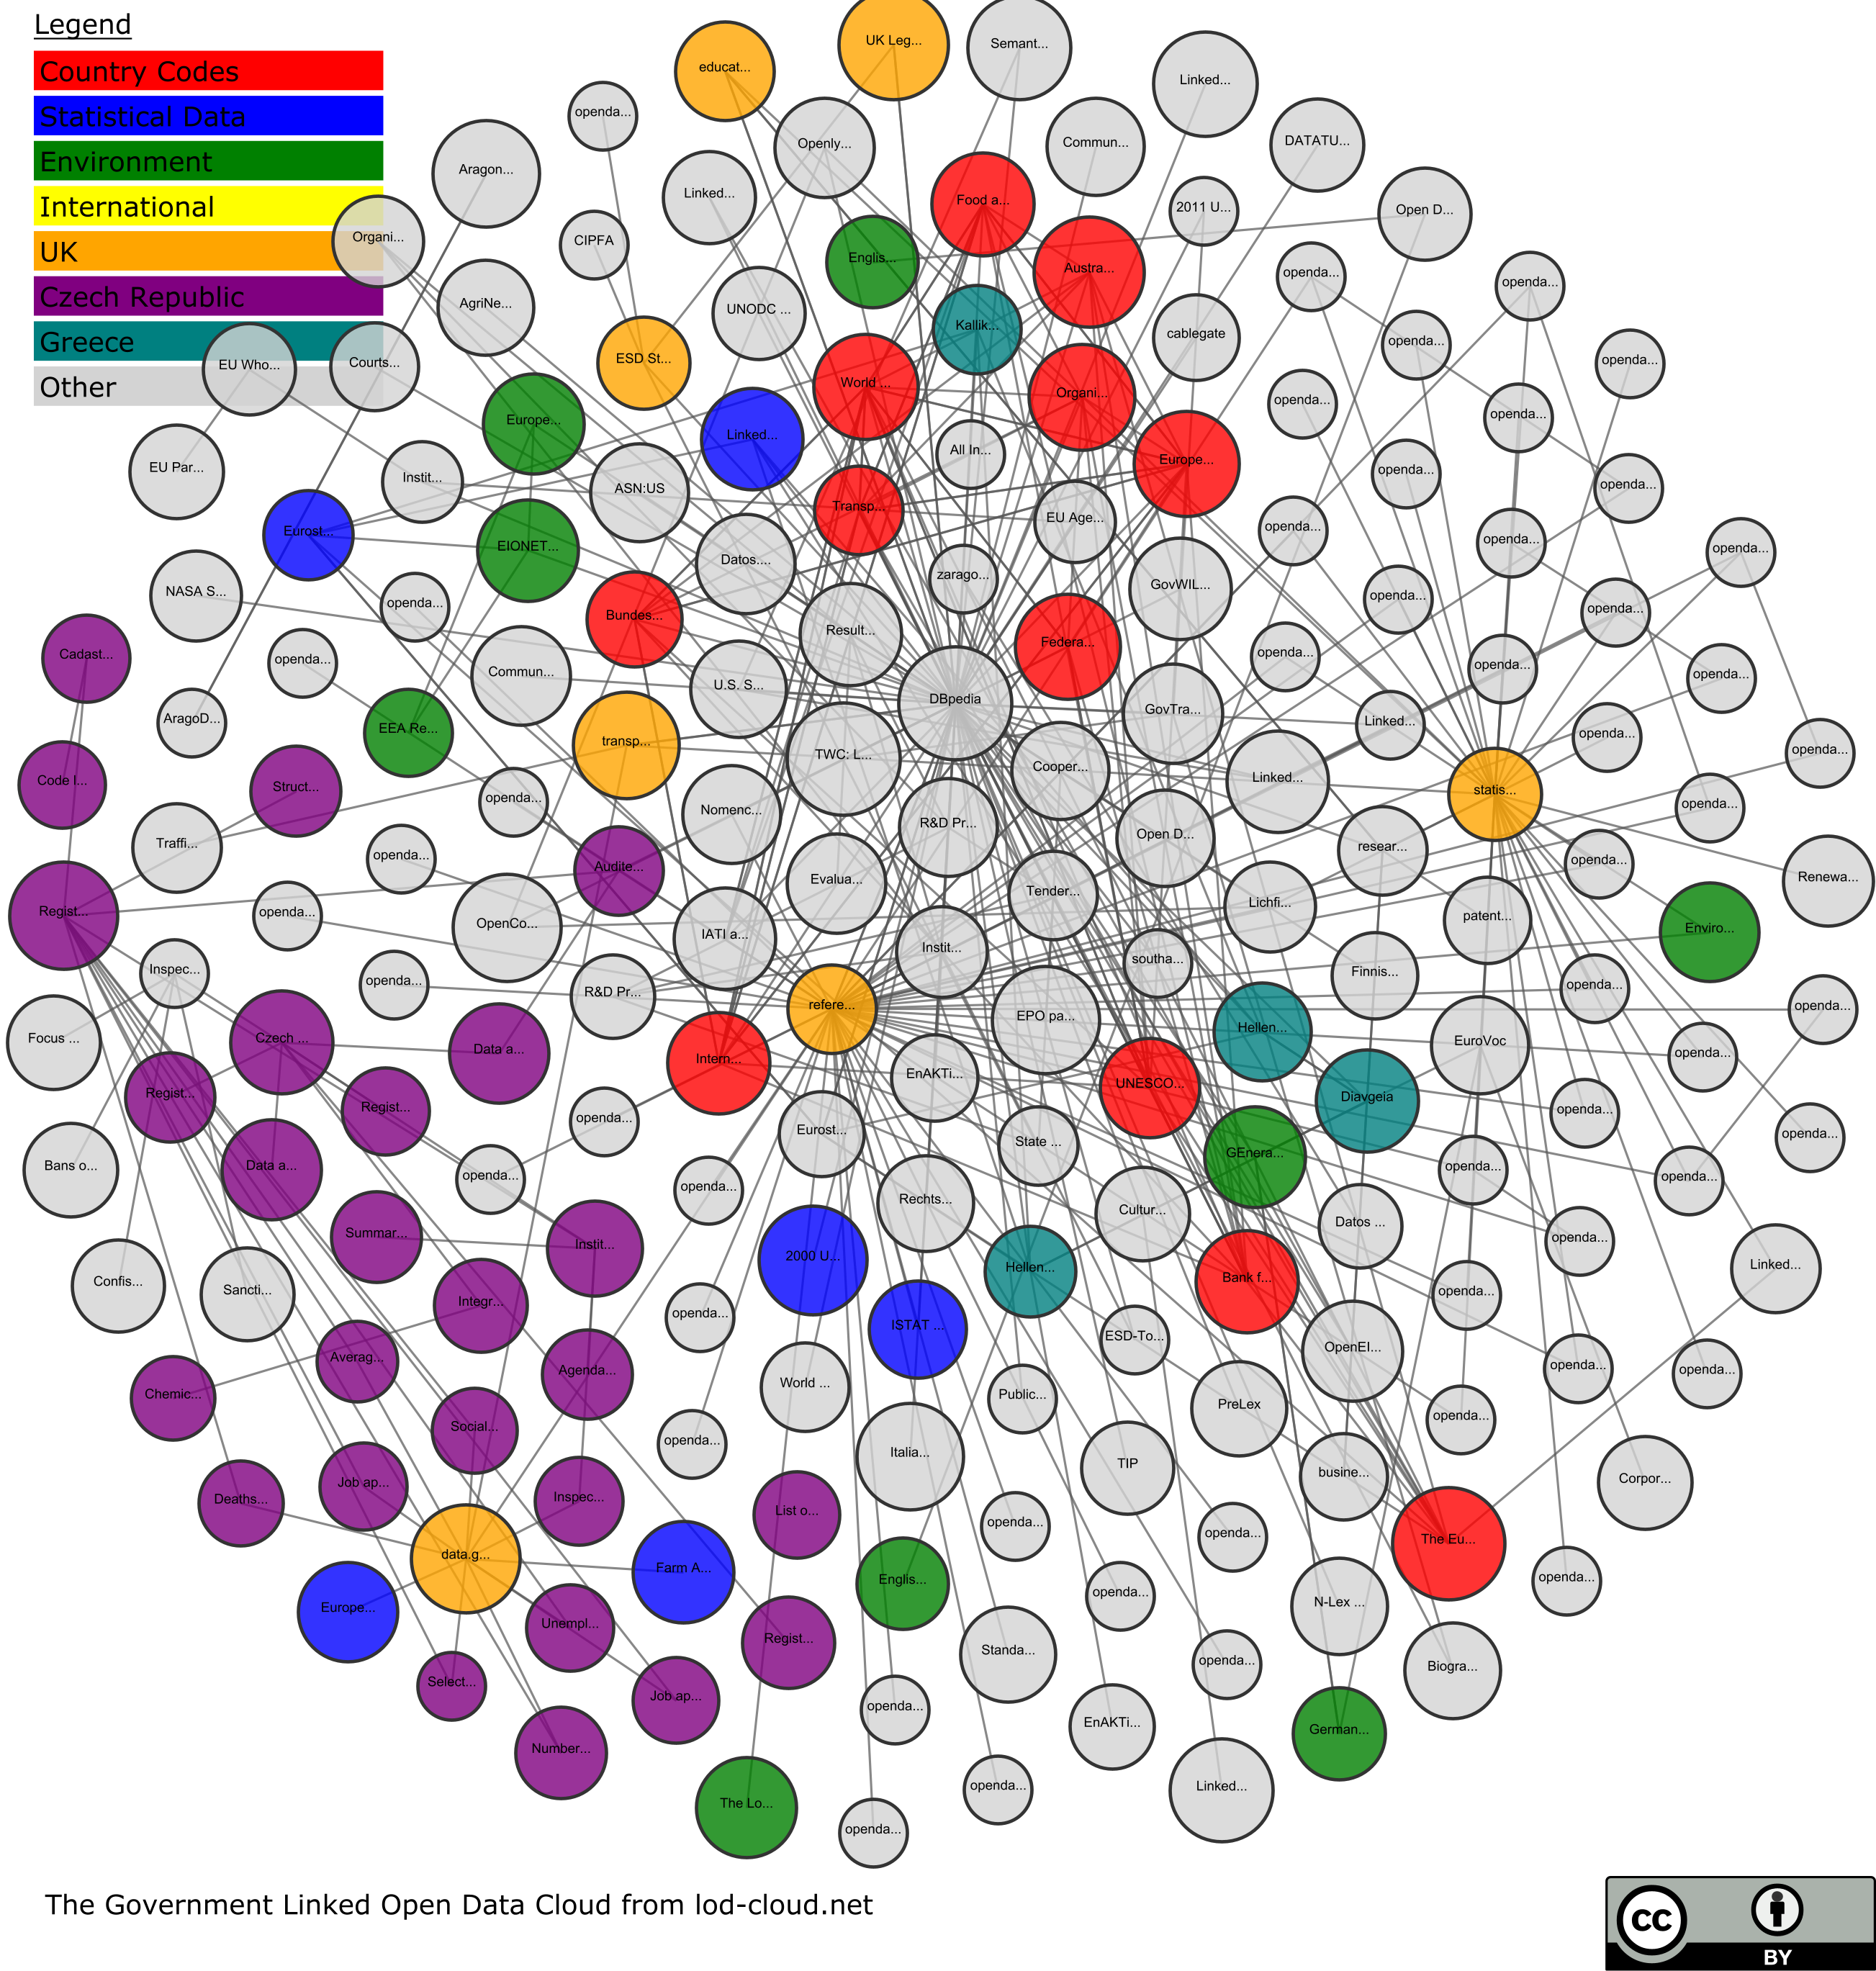 Legend
Country Codes
Statistical Data
Environment
International
UK
Czech Republic
Greece
Other
UK Leg...
Semant...
educat...
Linked...
openda...
Openly...
Commun...
DATATU...
Aragon...
Linked...
Food a...
2011 U...
Open D...
Organi...
CIPFA
Englis...
Austra...
openda...
openda...
AgriNe...
UNODC ...
Kallik...
cablegate
openda...
EU Who...
Courts...
ESD St...
World ...
Organi...
openda...
openda...
openda...
Europe...
Linked...
All In...
Europe...
EU Par...
Instit...
ASN:US
openda...
openda...
Transp...
EU Age...
Eurost...
EIONET...
Datos....
zarago...
GovWIL...
openda...
openda...
openda...
NASA S...
openda...
Bundes...
Result...
Federa...
openda...
openda...
Cadast...
openda...
Commun...
U.S. S...
DBpedia
openda...
openda...
openda...
AragoD...
EEA Re...
transp...
TWC: L...
GovTra...
Linked...
openda...
openda...
Code l...
Struct...
openda...
Nomenc...
Cooper...
Linked...
statis...
openda...
Traffi...
openda...
Audite...
R&D Pr...
Open D...
resear...
openda...
Renewa...
Regist...
openda...
OpenCo...
Evalua...
Tender...
Lichfi...
patent...
Enviro...
Inspec...
openda...
R&D Pr...
IATI a...
Instit...
southa...
Finnis...
openda...
openda...
Focus ...
Czech ...
Data a...
refere...
EPO pa...
Hellen...
EuroVoc
openda...
Regist...
Regist...
openda...
Intern...
EnAKTi...
UNESCO...
Diavgeia
openda...
openda...
Bans o...
Data a...
openda...
openda...
Eurost...
State ...
GEnera...
openda...
openda...
Summar...
Instit...
2000 U...
Rechts...
Cultur...
Datos ...
openda...
Linked...
Confis...
Sancti...
Integr...
openda...
ISTAT ...
Hellen...
Bank f...
openda...
Chemic...
Averag...
Agenda...
World ...
ESD-To...
OpenEI...
openda...
openda...
Social...
openda...
Italia...
Public...
PreLex
openda...
Deaths...
Job ap...
Inspec...
List o...
TIP
busine...
Corpor...
data.g...
Farm A...
Englis...
openda...
openda...
The Eu...
Europe...
Unempl...
Regist...
Standa...
openda...
N-Lex ...
openda...
Select...
Job ap...
openda...
openda...
Biogra...
Number...
EnAKTi...
German...
The Lo...
openda...
openda...
Linked...
The Government Linked Open Data Cloud from lod-cloud.net
cc
BY